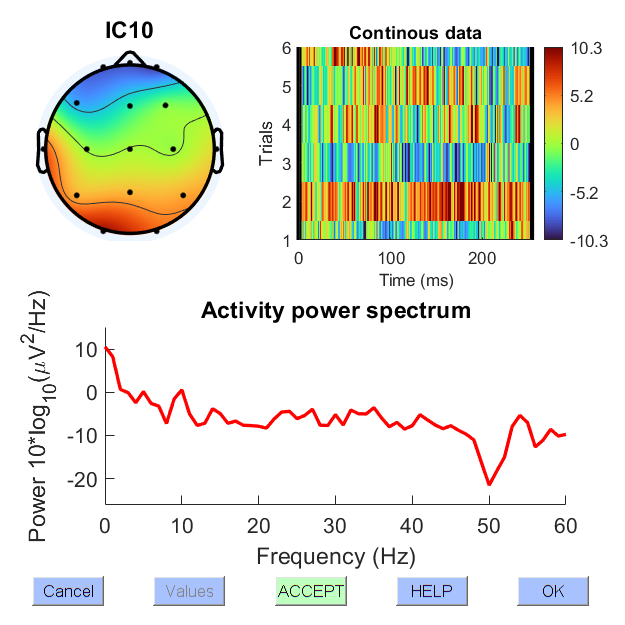 IC10
Continous data
6
5
4
3
2
1
Trials
0
100
200
Time (ms)
10.3
5.2
0
-5.2
-10.3
Activity power spectrum
10
0
-10
-20
Power 10*log₁₀(μV²/Hz)
0
10
20
30
40
50
60
Frequency (Hz)
Cancel
Values
ACCEPT
HELP
OK